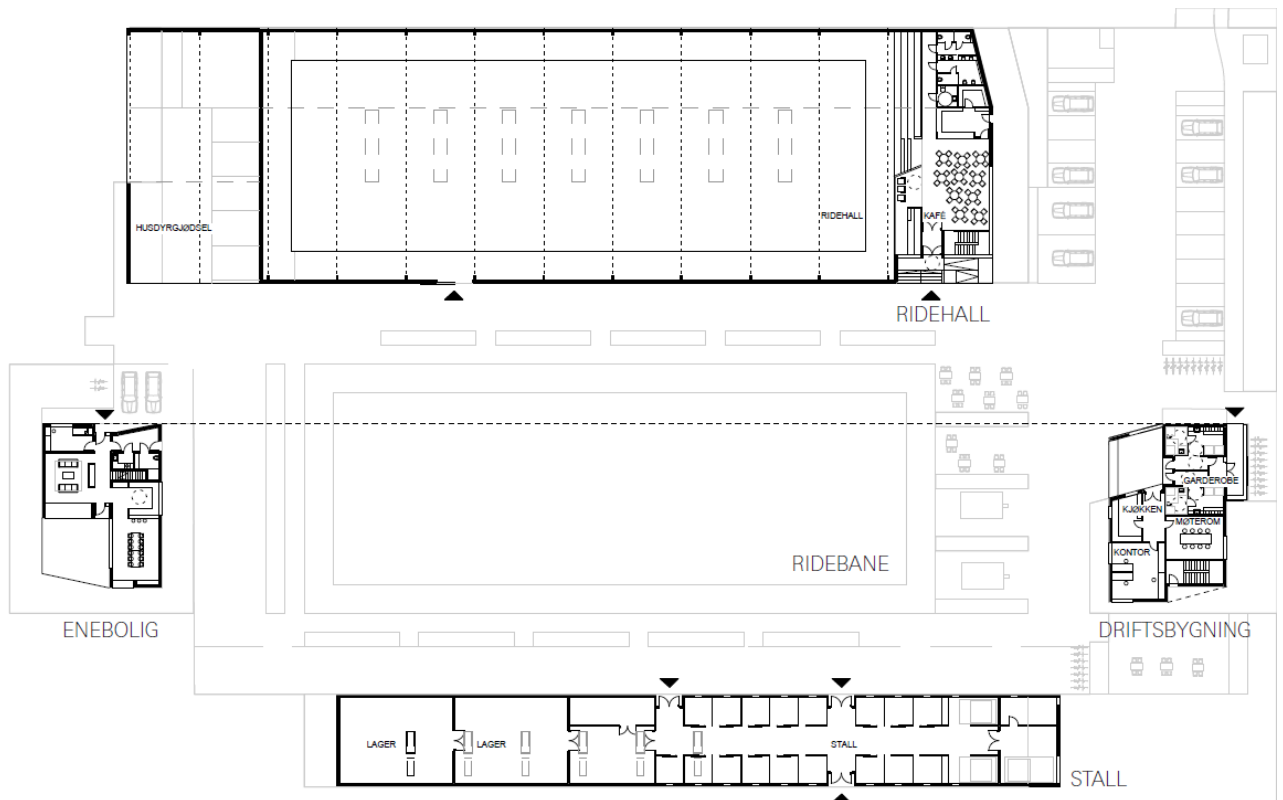 HUSDYRGJØDSEL
RIDEHALL
KAFÉ
RIDEHALL
GARDEROBE
KJØKKEN
MØTEROM
KONTOR
RIDEBANE
ENEBOLIG
DRIFTSBYGNING
LAGER
LAGER
STALL
STALL